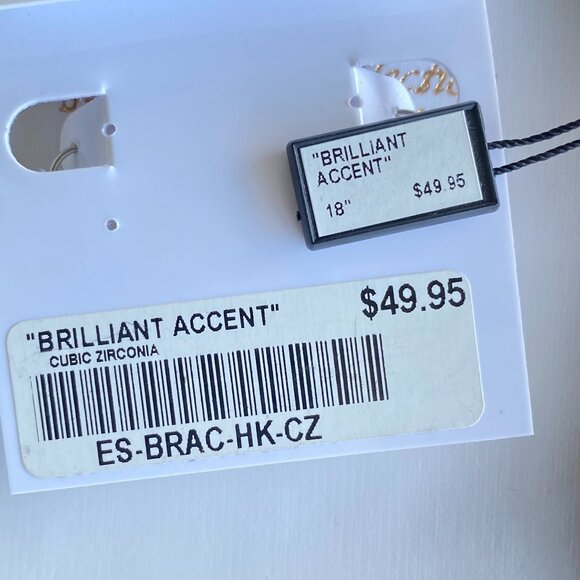 "BRILLIANT
ACCENT"
18" $49.95
"BRILLIANT ACCENT" $49.95
CUBIC ZIRCONIA
ES-BRAC-HK-CZ